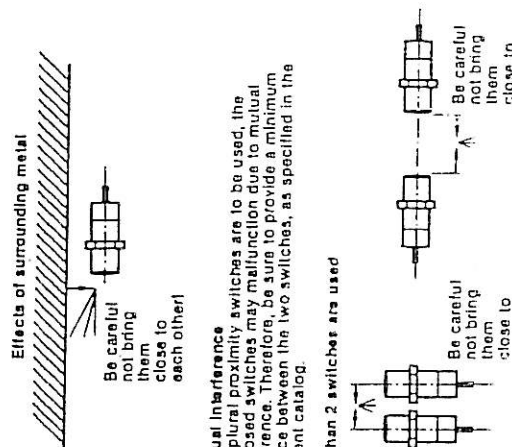 Effects of surrounding metal
Be careful
not bring
them
close to
each other!
ual Interference
plural proximity switches are to be used, the
osed switches may malfunction due to mutual
rence. Therefore, be sure to provide a minimum
ce between the two switches, as specified in the
ent catalog.
han 2 switches are used
Be careful
not bring
them
close to
Be careful
not bring
them
close to